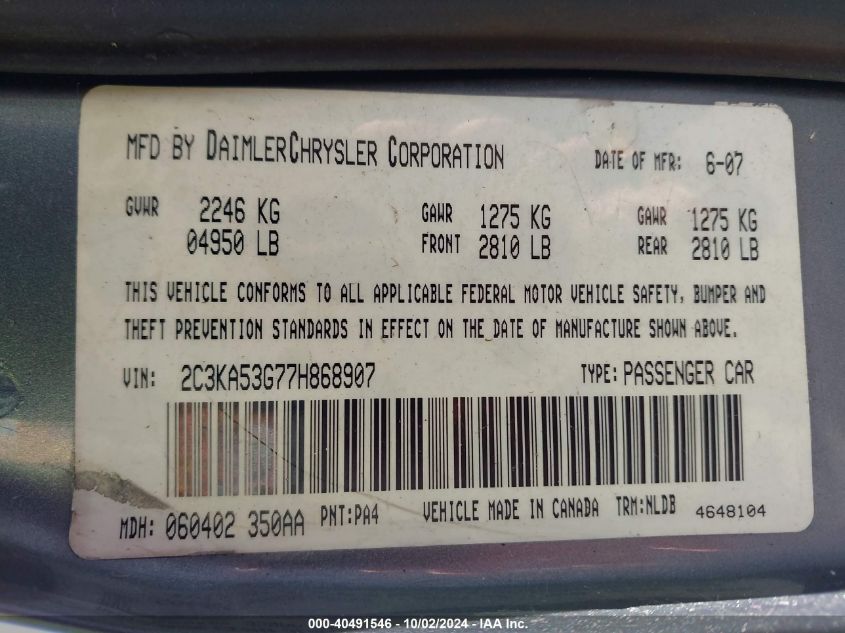 MFD BY DAIMLERCHRYSLER CORPORATION DATE OF MFR: 6-07
GVWR 2246 KG GAWR 1275 KG GAWR 1275 KG
04950 LB FRONT 2810 LB REAR 2810 LB
THIS VEHICLE CONFORMS TO ALL APPLICABLE FEDERAL MOTOR VEHICLE SAFETY, BUMPER AND
THEFT PREVENTION STANDARDS IN EFFECT ON THE DATE OF MANUFACTURE SHOWN ABOVE.
VIN: 2C3KA53G77H868907 TYPE: PASSENGER CAR
MDH: 060402 350AA PNT:PA4 VEHICLE MADE IN CANADA TRM:NLDB 4648104
000-40491546 - 10/02/2024 - IAA Inc.